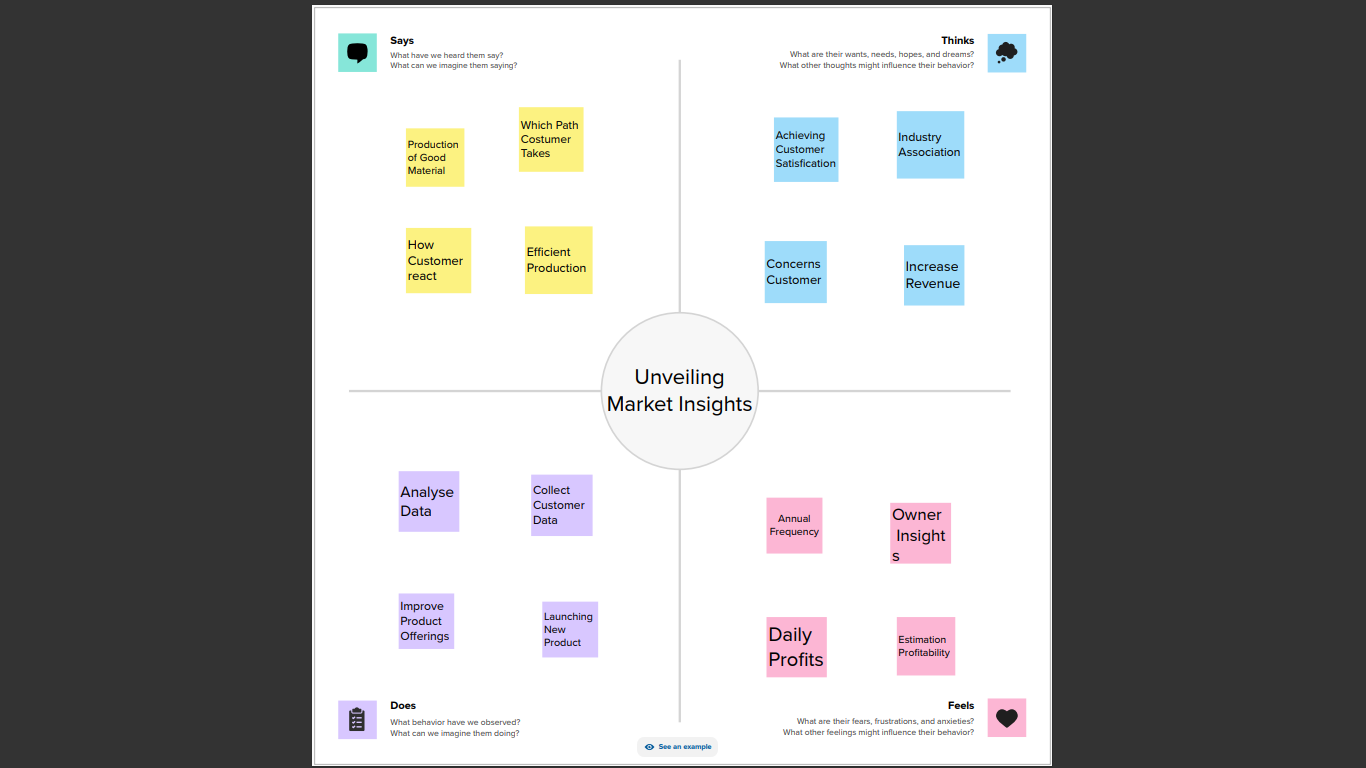 Says
What have we heard them say?
What can we imagine them saying?
Thinks
What are their wants, needs, hopes, and dreams?
What other thoughts might influence their behavior?
Production
of Good
Material
Which Path
Costumer
Takes
Achieving
Customer
Satisfication
Industry
Association
How
Customer
react
Efficient
Production
Concerns
Customer
Increase
Revenue
Unveiling
Market Insights
Analyse
Data
Collect
Customer
Data
Annual
Frequency
Owner
Insight
s
Improve
Product
Offerings
Launching
New
Product
Daily
Profits
Estimation
Profitability
Does
What behavior have we observed?
What can we imagine them doing?
Feels
What are their fears, frustrations, and anxieties?
What other feelings might influence their behavior?
See an example